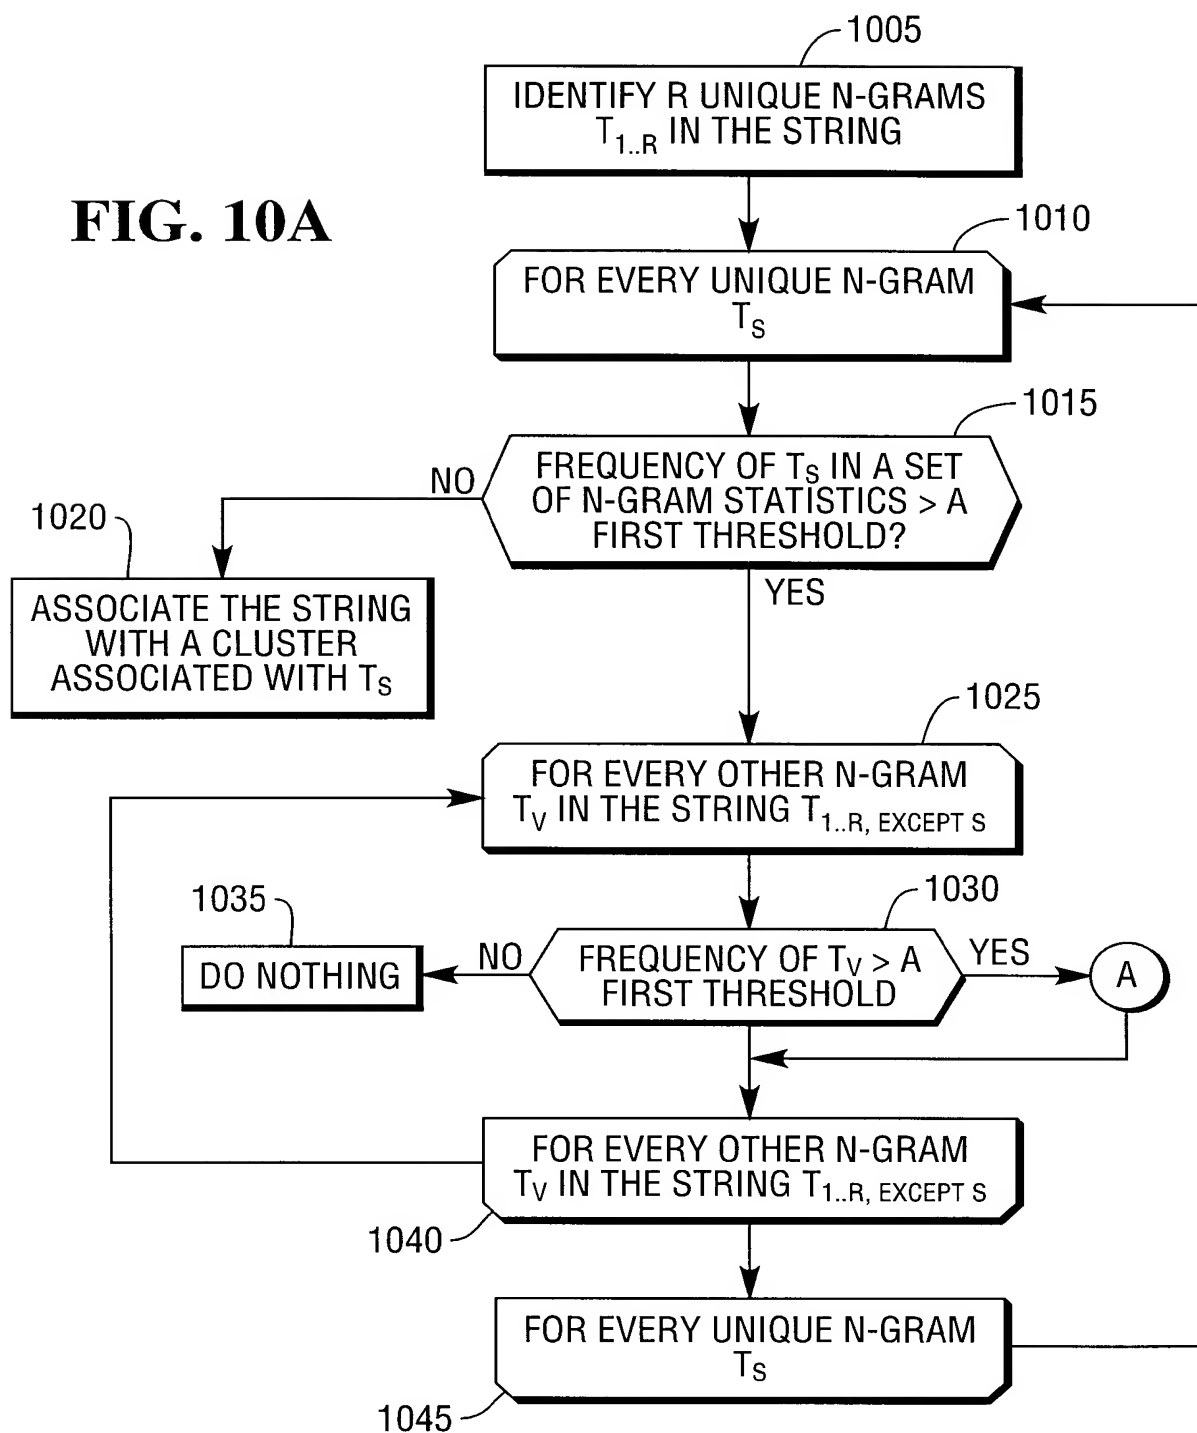 1005
IDENTIFY R UNIQUE N-GRAMS
T1..R IN THE STRING
FIG. 10A
1010
FOR EVERY UNIQUE N-GRAM
TS
1015
FREQUENCY OF TS IN A SET
OF N-GRAM STATISTICS > A
FIRST THRESHOLD?
NO
YES
1020
ASSOCIATE THE STRING
WITH A CLUSTER
ASSOCIATED WITH TS
1025
FOR EVERY OTHER N-GRAM
TV IN THE STRING T1..R, EXCEPT S
1030
FREQUENCY OF TV > A
FIRST THRESHOLD
NO
YES
1035
DO NOTHING
A
FOR EVERY OTHER N-GRAM
TV IN THE STRING T1..R, EXCEPT S
1040
FOR EVERY UNIQUE N-GRAM
TS
1045